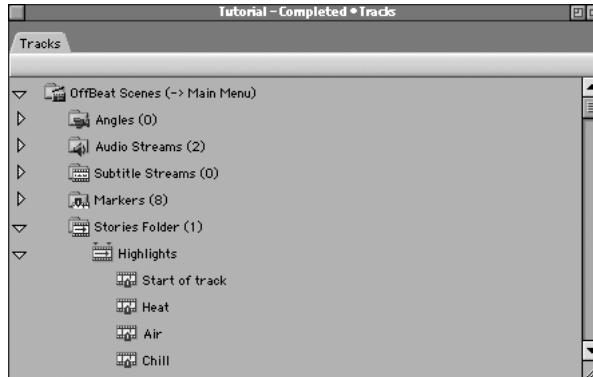 Tutorial – Completed • Tracks
Tracks
OffBeat Scenes (-> Main Menu)
Angles (0)
Audio Streams (2)
Subtitle Streams (0)
Markers (8)
Stories Folder (1)
Highlights
Start of track
Heat
Air
Chill